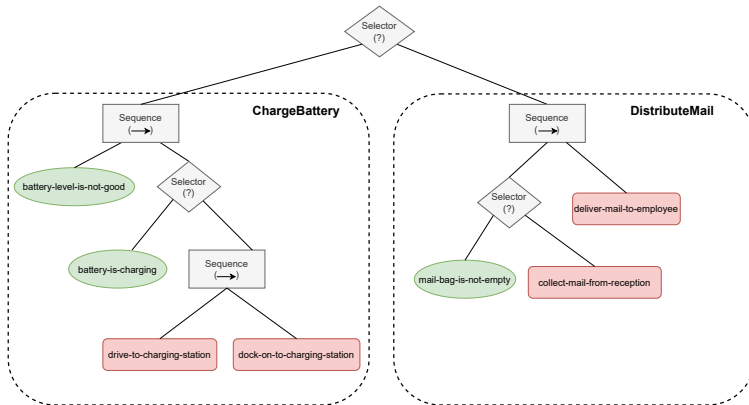 Selector
(?)
ChargeBattery
DistributeMail
Sequence
(→)
Sequence
(→)
battery-level-is-not-good
Selector
(?)
Selector
(?)
deliver-mail-to-employee
battery-is-charging
Sequence
(→)
mail-bag-is-not-empty
collect-mail-from-reception
drive-to-charging-station
dock-on-to-charging-station